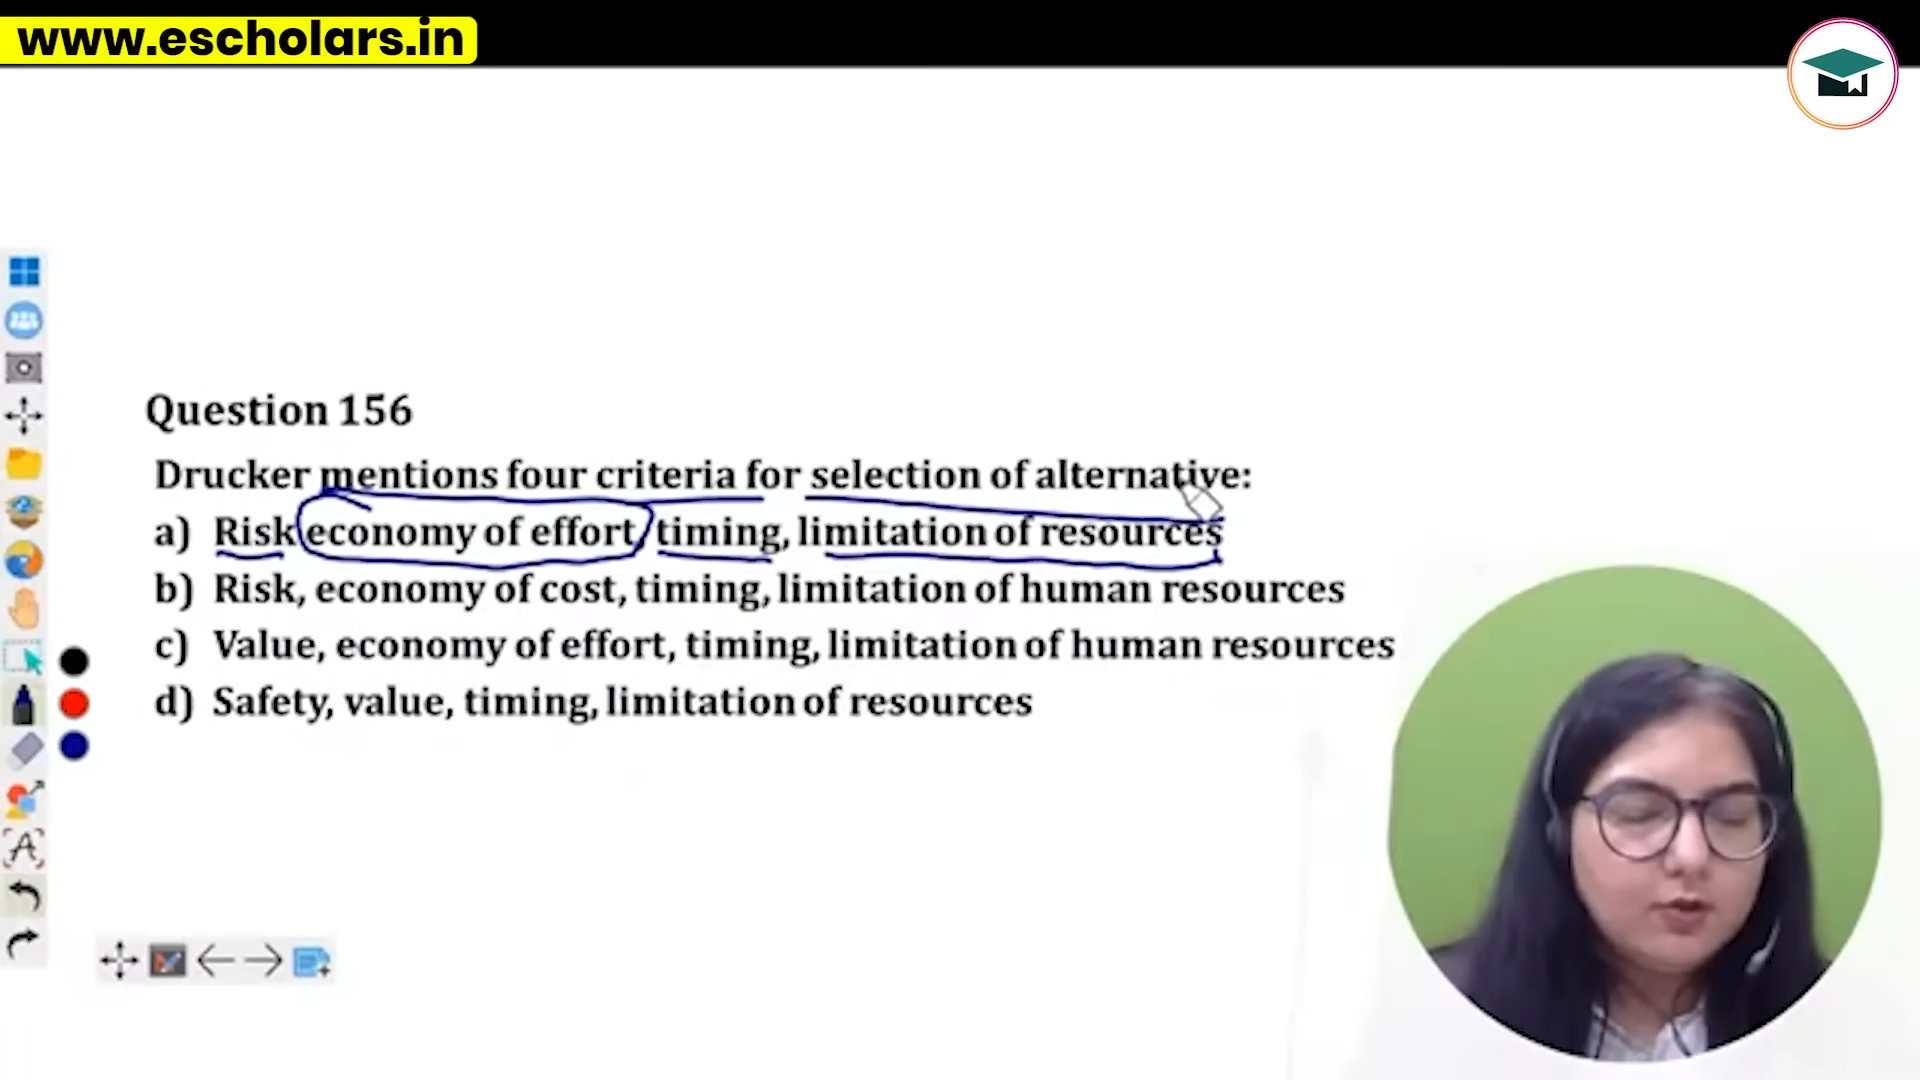 www.escholars.in
Question 156
Drucker mentions four criteria for selection of alternative:
a) Risk economy of effort, timing, limitation of resources
b) Risk, economy of cost, timing, limitation of human resources
c) Value, economy of effort, timing, limitation of human resources
d) Safety, value, timing, limitation of resources